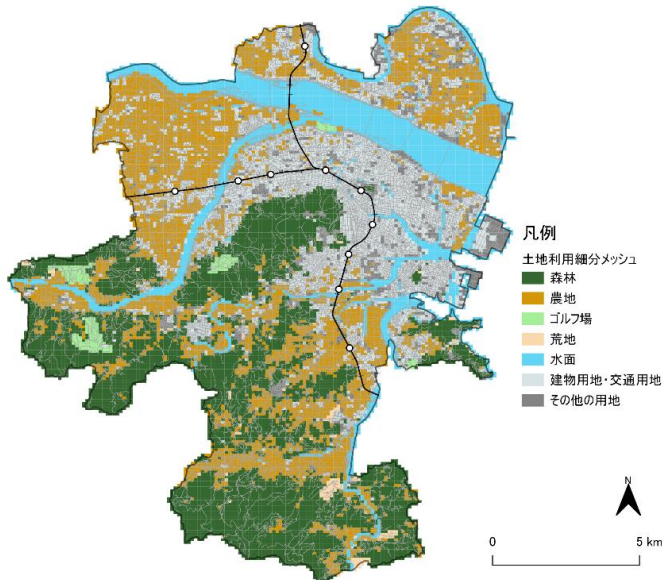 凡例
土地利用細分メッシュ
森林
農地
ゴルフ場
荒地
水面
建物用地・交通用地
その他の用地
N
0 5 km